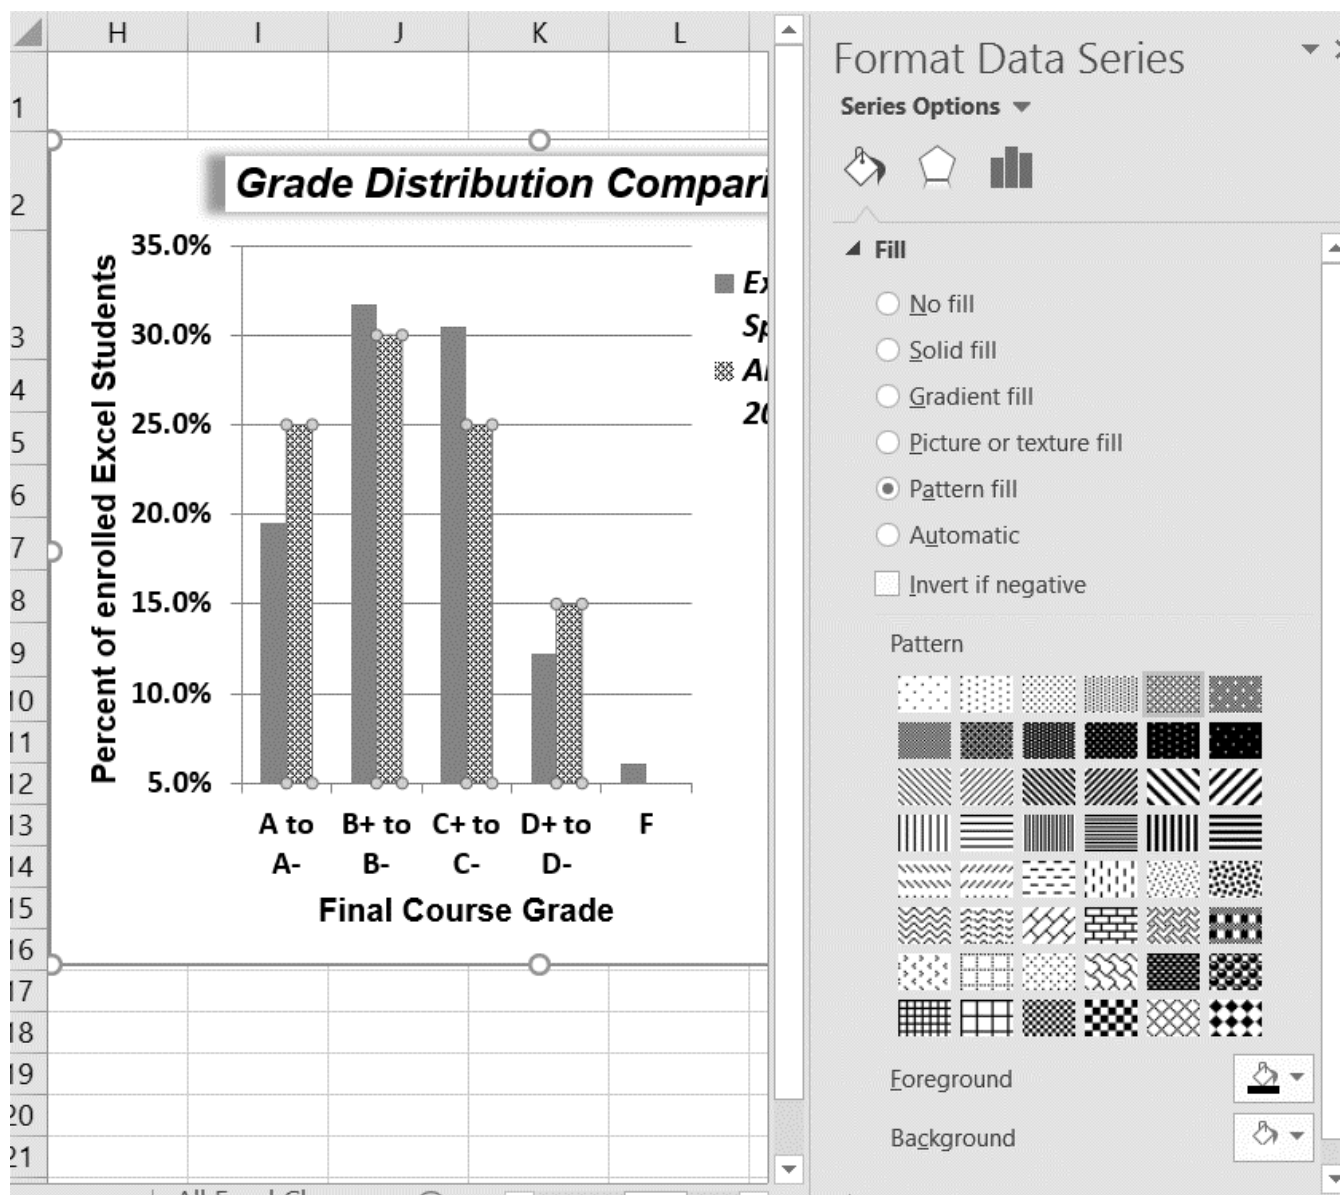 H I J K L
Format Data Series
Series Options
1
2
3
4
5
6
7
8
9
10
11
12
13
14
15
16
17
18
19
20
21
Grade Distribution Compari
Percent of enrolled Excel Students
35.0%
30.0%
25.0%
20.0%
15.0%
10.0%
5.0%
A to B+ to C+ to D+ to F
A- B- C- D-
Final Course Grade
Ex
Sp
Al
20
Fill
No fill
Solid fill
Gradient fill
Picture or texture fill
Pattern fill
Automatic
Invert if negative
Pattern
Foreground
Background